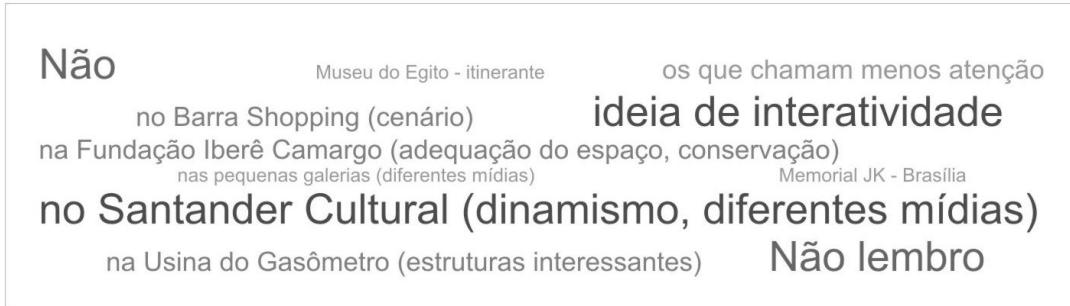 Não
Museu do Egito - itinerante
os que chamam menos atenção
no Barra Shopping (cenário)
ideia de interatividade
na Fundação Iberê Camargo (adequação do espaço, conservação)
nas pequenas galerias (diferentes mídias)
Memorial JK - Brasília
no Santander Cultural (dinamismo, diferentes mídias)
na Usina do Gasômetro (estruturas interessantes)
Não lembro